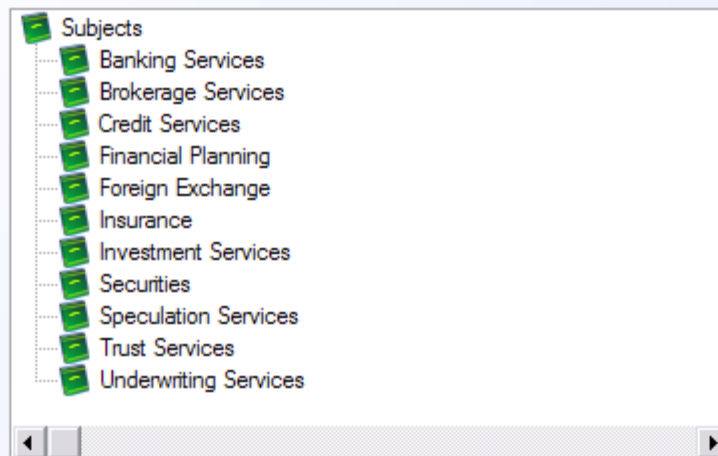 Subjects
Banking Services
Brokerage Services
Credit Services
Financial Planning
Foreign Exchange
Insurance
Investment Services
Securities
Speculation Services
Trust Services
Underwriting Services